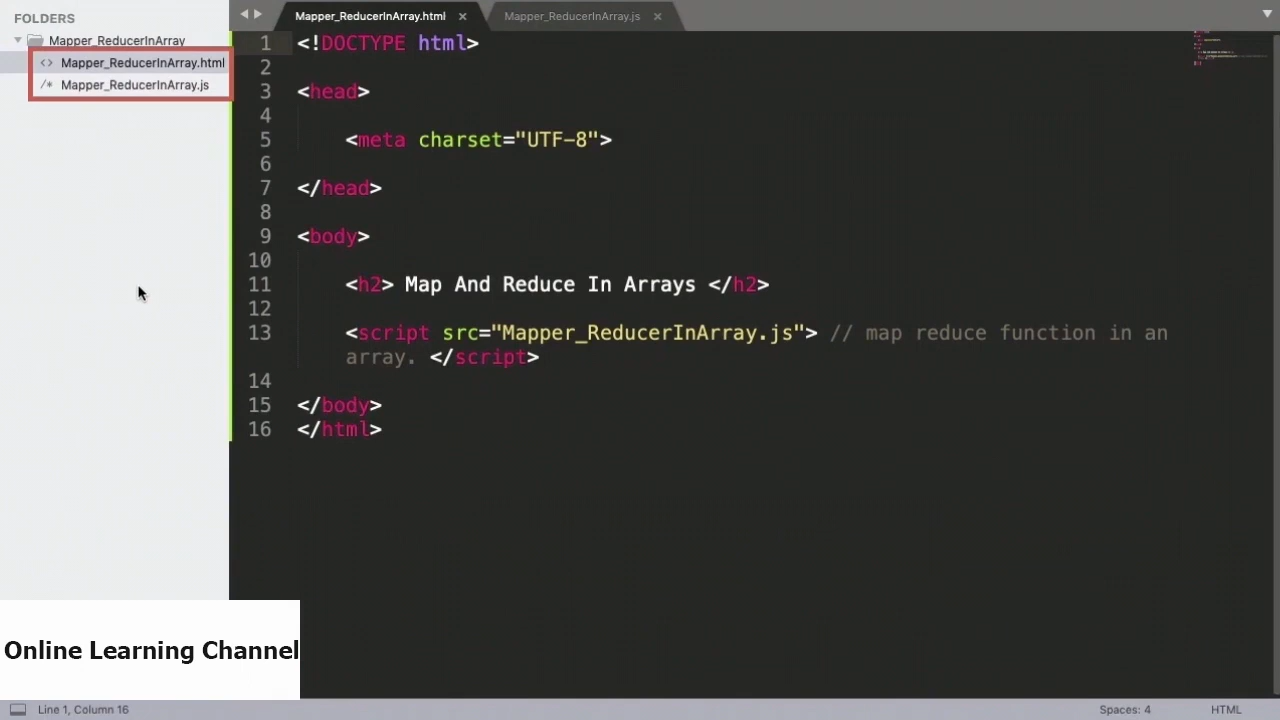 FOLDERS
Mapper_ReducerInArray
Mapper_ReducerInArray.html
/* Mapper_ReducerInArray.js
Mapper_ReducerInArray.html ×
Mapper_ReducerInArray.js ×
1 <!DOCTYPE html>
2
3 <head>
4
5 <meta charset="UTF-8">
6
7 </head>
8
9 <body>
10
11 <h2> Map And Reduce In Arrays </h2>
12
13 <script src="Mapper_ReducerInArray.js"> // map reduce function in an
array. </script>
14
15 </body>
16 </html>
Online Learning Channel
Line 1, Column 16
Spaces: 4
HTML